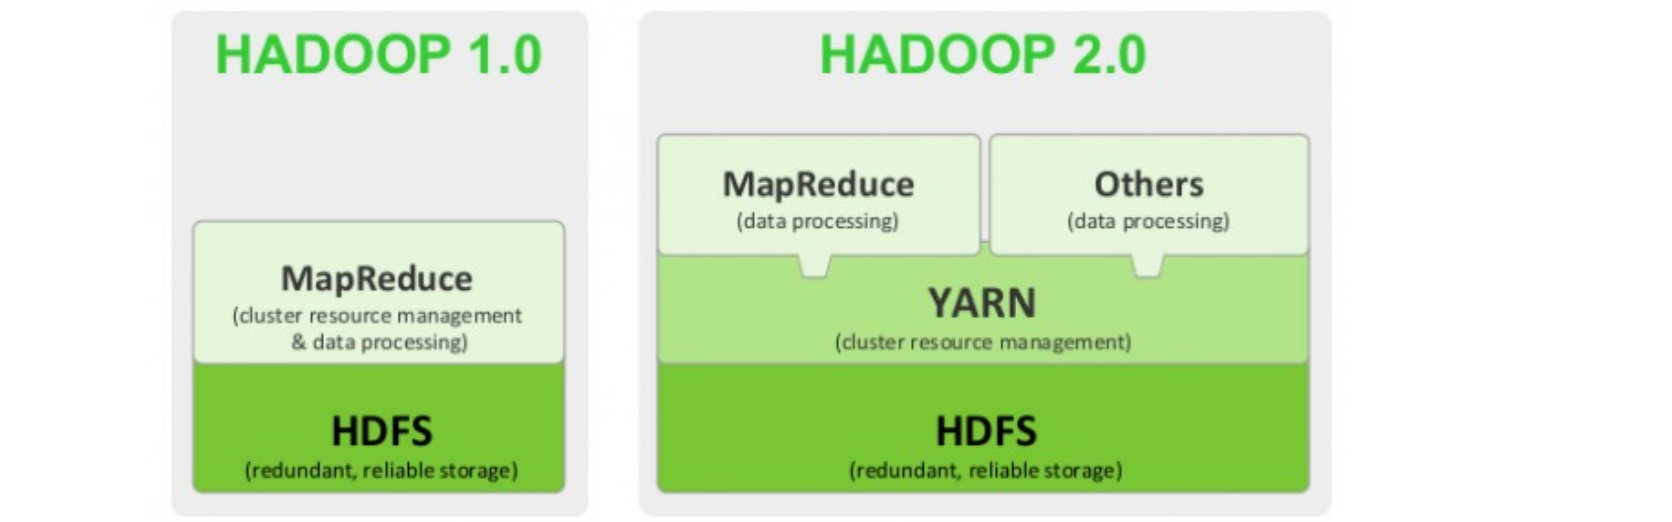 HADOOP 1.0
MapReduce
(cluster resource management
& data processing)
HDFS
(redundant, reliable storage)
HADOOP 2.0
MapReduce
(data processing)
Others
(data processing)
YARN
(cluster resource management)
HDFS
(redundant, reliable storage)